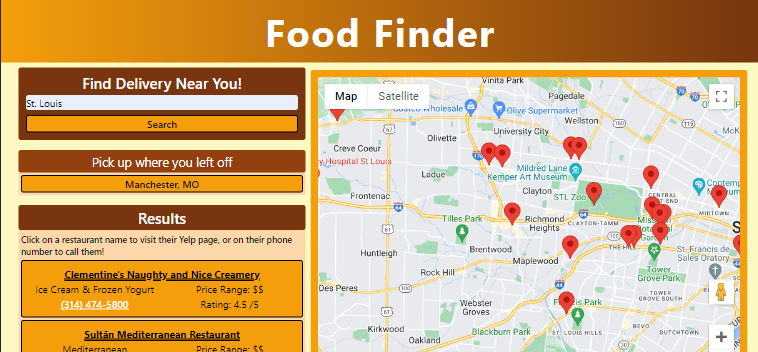 Food Finder
Find Delivery Near You!
St. Louis
Search
Pick up where you left off
Manchester, MO
Results
Click on a restaurant name to visit their Yelp page, or on their phone
number to call them!
Clementine's Naughty and Nice Creamery
Ice Cream & Frozen Yogurt
Price Range: $$
(314) 474-5800
Rating: 4.5 /5
Sultän Mediterranean Restaurant
Mediterranean
Price Range: $$
Map
Satellite
Vinita Park
Pagedale
Wholesale
Olive Supermarket
Wellston
Olivette
University City
Creve Coeur
y Hospital St Louis
Ladue
Mildred Lane
Kemper Art Museum
Clayton
Frontenac
STL Zoo
CENTRAL
T END
MIDTOWN
Tilles Park
Richmond
Heights
CLAYTON-TAMM
THE HILL
Garden
Huntleigh
Brentwood
Maplewood
St. Francis de
Sales Oratory
Rock Hill
Tower
Grove Park
TOWER
GROVE SOUTH
Des Peres
Webster
Groves
Park
ST. LOUIS HILLS
Kirkwood
Blackburn Park
BEVO
DUTCHTOWN
Oakland